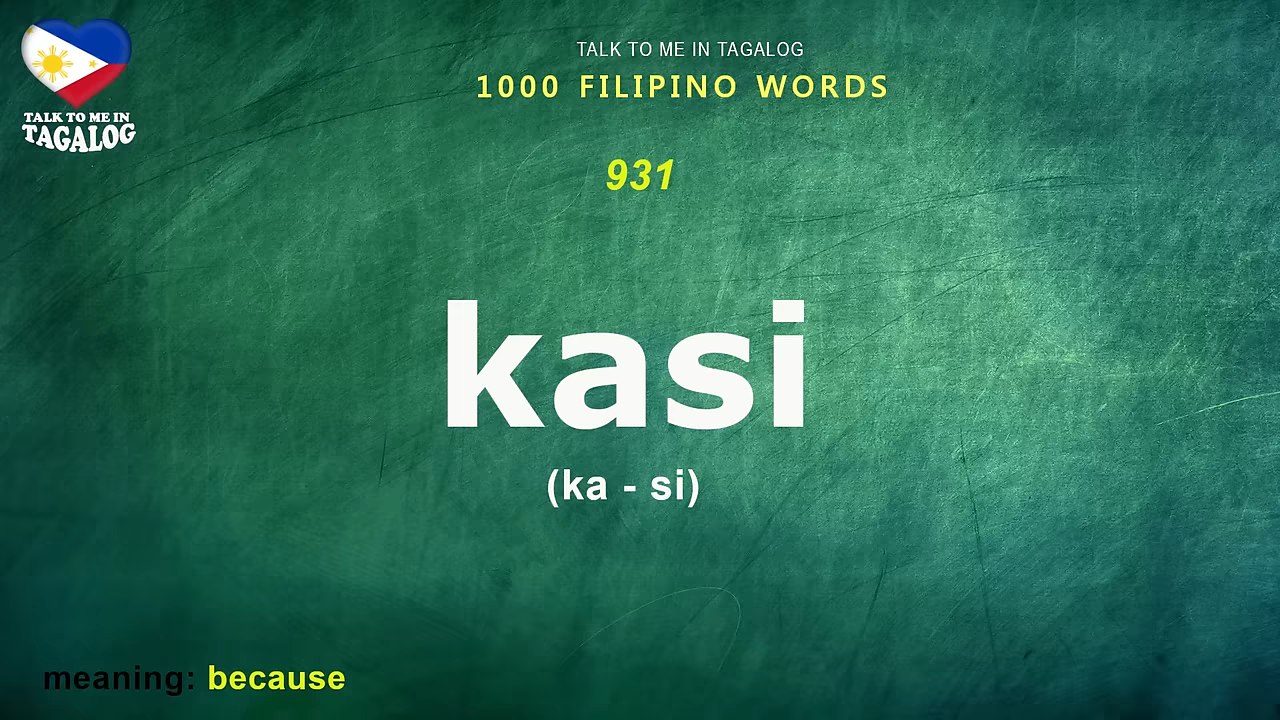 TALK TO ME IN TAGALOG
1000 FILIPINO WORDS
TALK TO ME IN
TAGALOG
931
kasi
(ka - si)
meaning: because